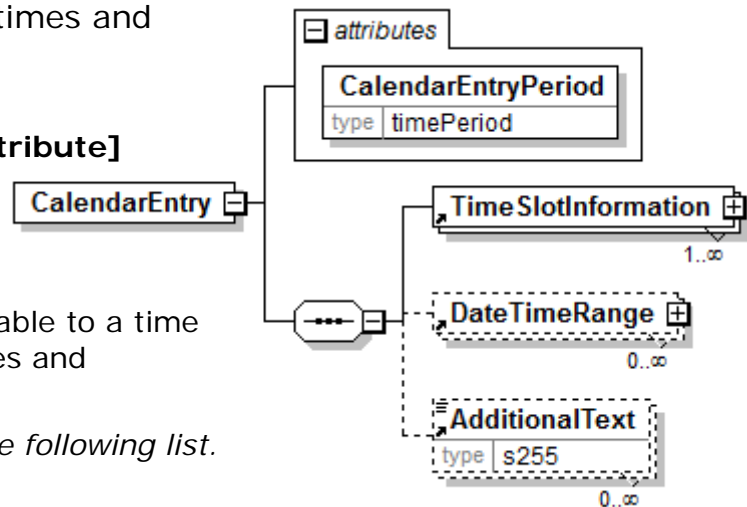 times and
attributes
CalendarEntryPeriod
type timePeriod
tribute]
CalendarEntry
TimeSlotInformation
1..∞
able to a time
DateTimeRange
es and
0..∞
AdditionalText
e following list.
type s255
0..∞